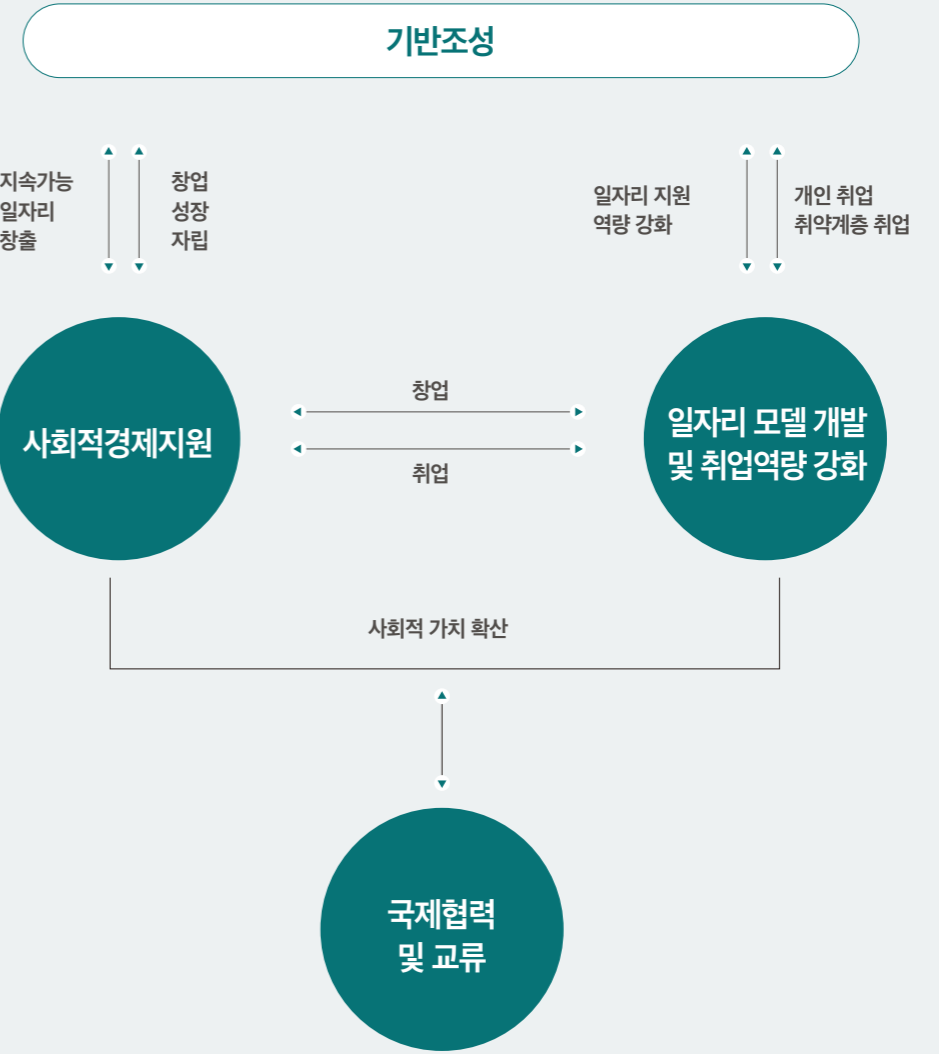 기반조성
지속가능
일자리
창출
창업
성장
자립
일자리 지원
역량 강화
개인 취업
취약계층 취업
사회적경제지원
창업
취업
일자리 모델 개발
및 취업역량 강화
사회적 가치 확산
국제협력
및 교류